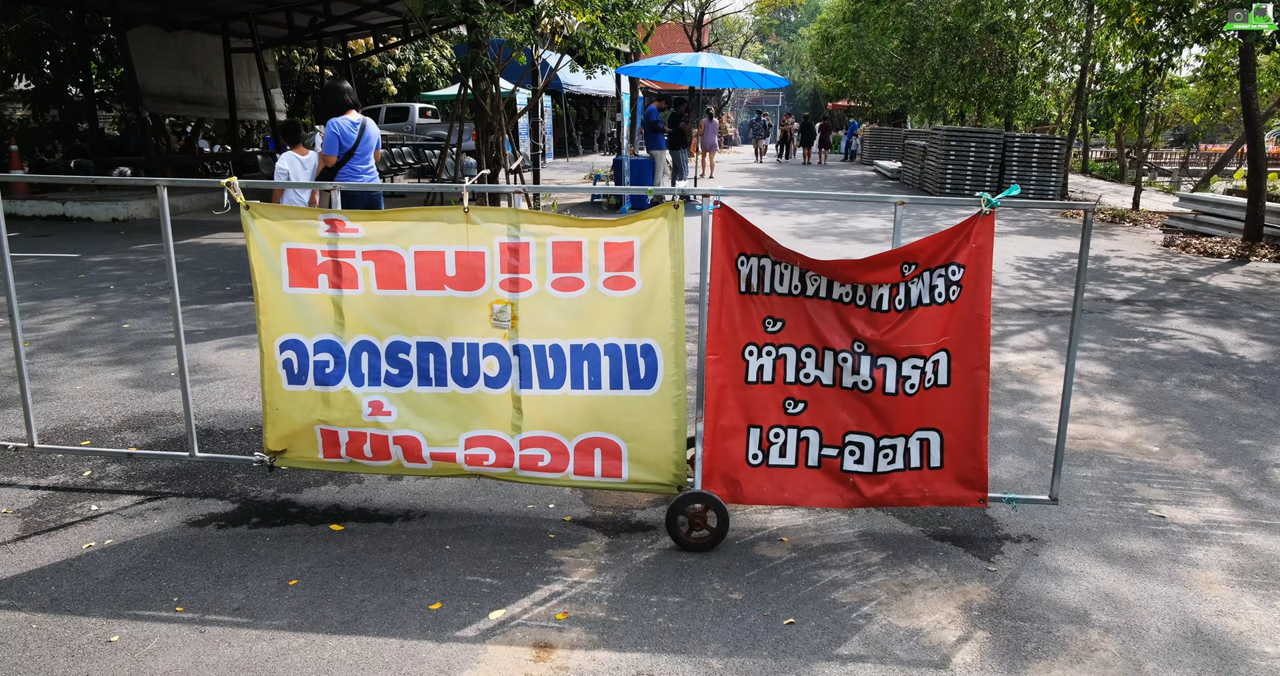 ห้าม!!!
จอดรถขวางทาง
เข้า-ออก
ทางเดินไหว้พระ
ห้ามนำรถ
เข้า-ออก